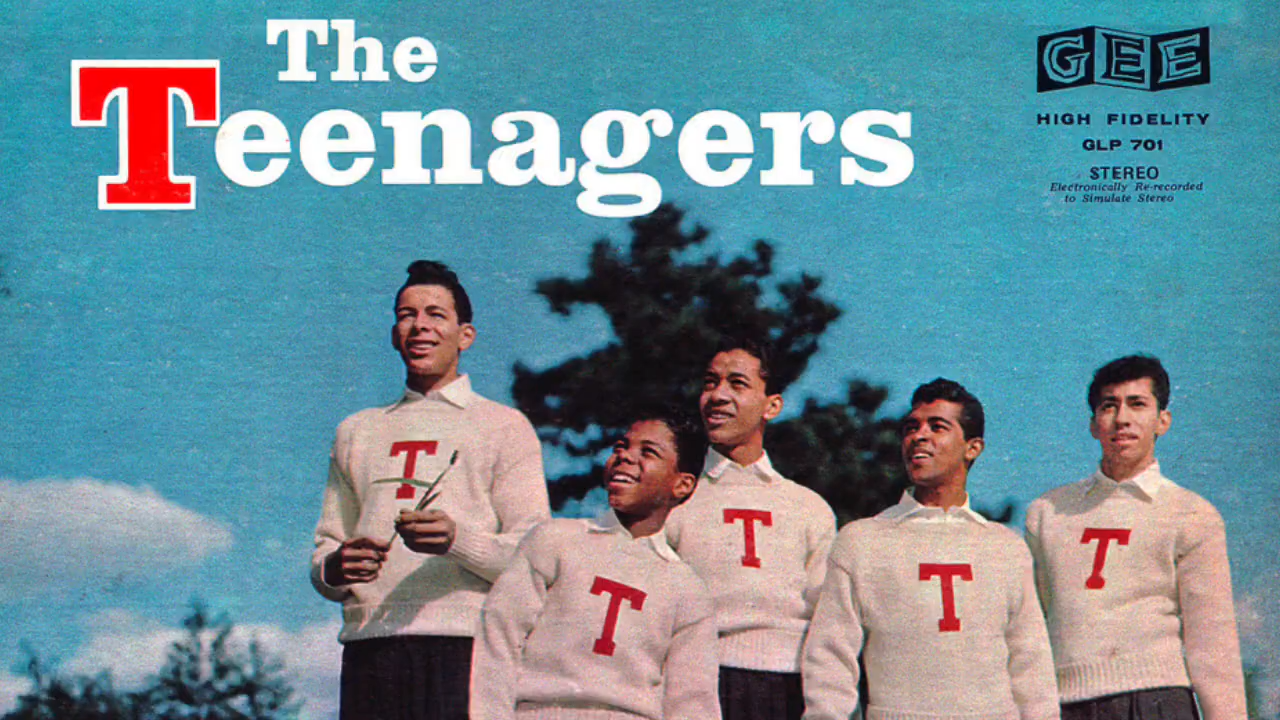 The
Teenagers
GEE
HIGH FIDELITY
GLP 701
STEREO
Electronically Re-recorded
to Simulate Stereo
T
T
T
T
T